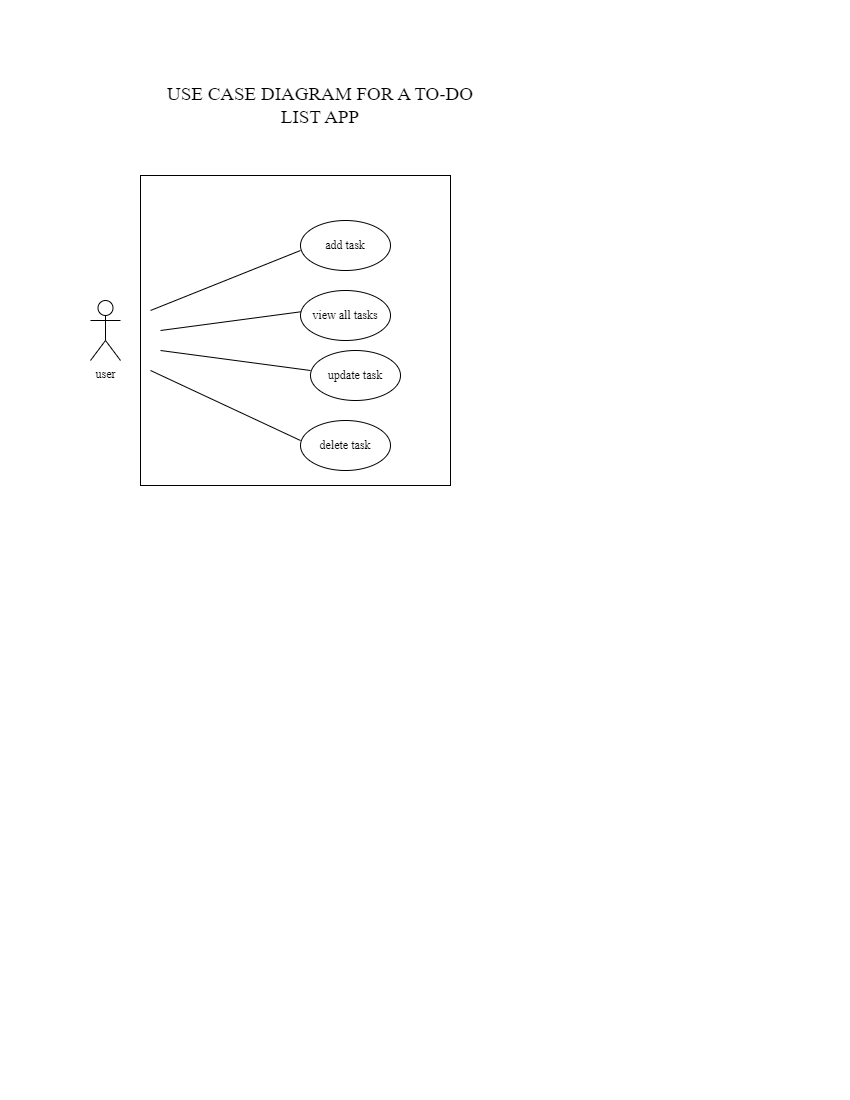 USE CASE DIAGRAM FOR A TO-DO
LIST APP
add task
view all tasks
update task
user
delete task